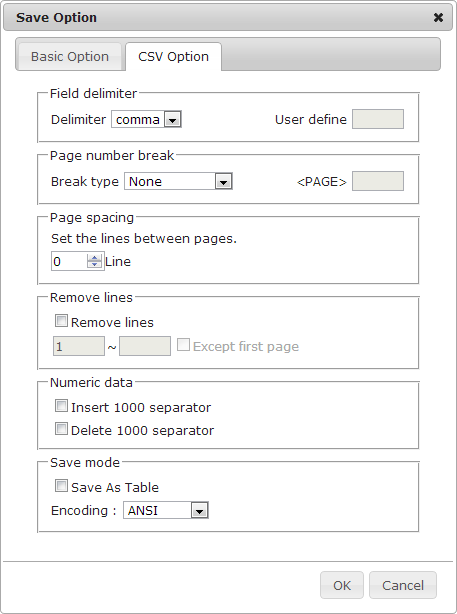 Save Option
Basic Option CSV Option
Field delimiter
Delimiter comma User define
Page number break
Break type None <PAGE>
Page spacing
Set the lines between pages.
0 Line
Remove lines
Remove lines
1 ~ Except first page
Numeric data
Insert 1000 separator
Delete 1000 separator
Save mode
Save As Table
Encoding : ANSI
OK Cancel